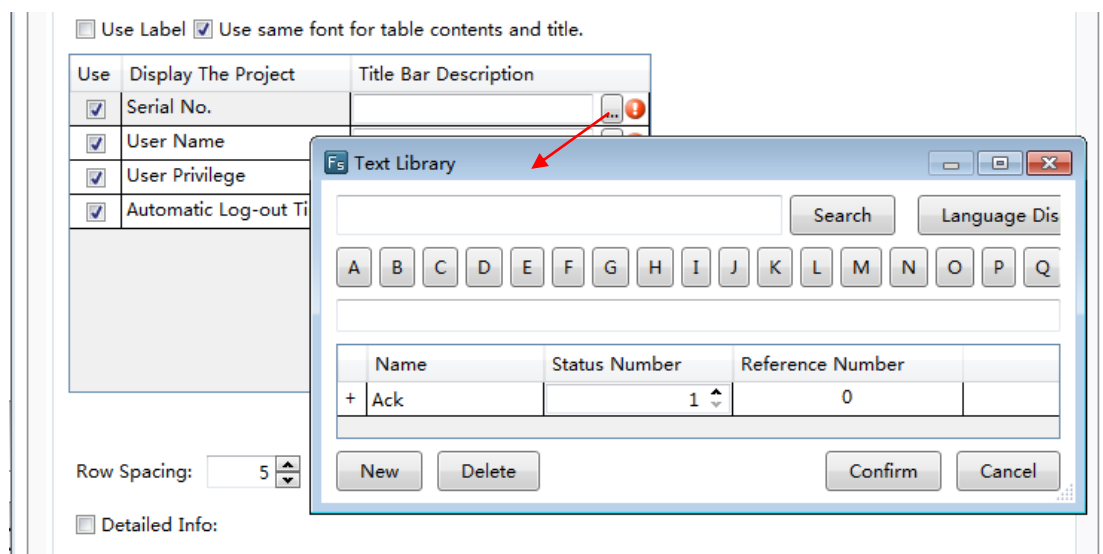 Use Label Use same font for table contents and title.
Use Display The Project Title Bar Description
Serial No. ...
User Name
User Privilege
Automatic Log-out Ti
Fs Text Library
Search Language Dis
A B C D E F G H I J K L M N O P Q
Name Status Number Reference Number
+ Ack 1 0
New Delete Confirm Cancel
Row Spacing: 5
Detailed Info: